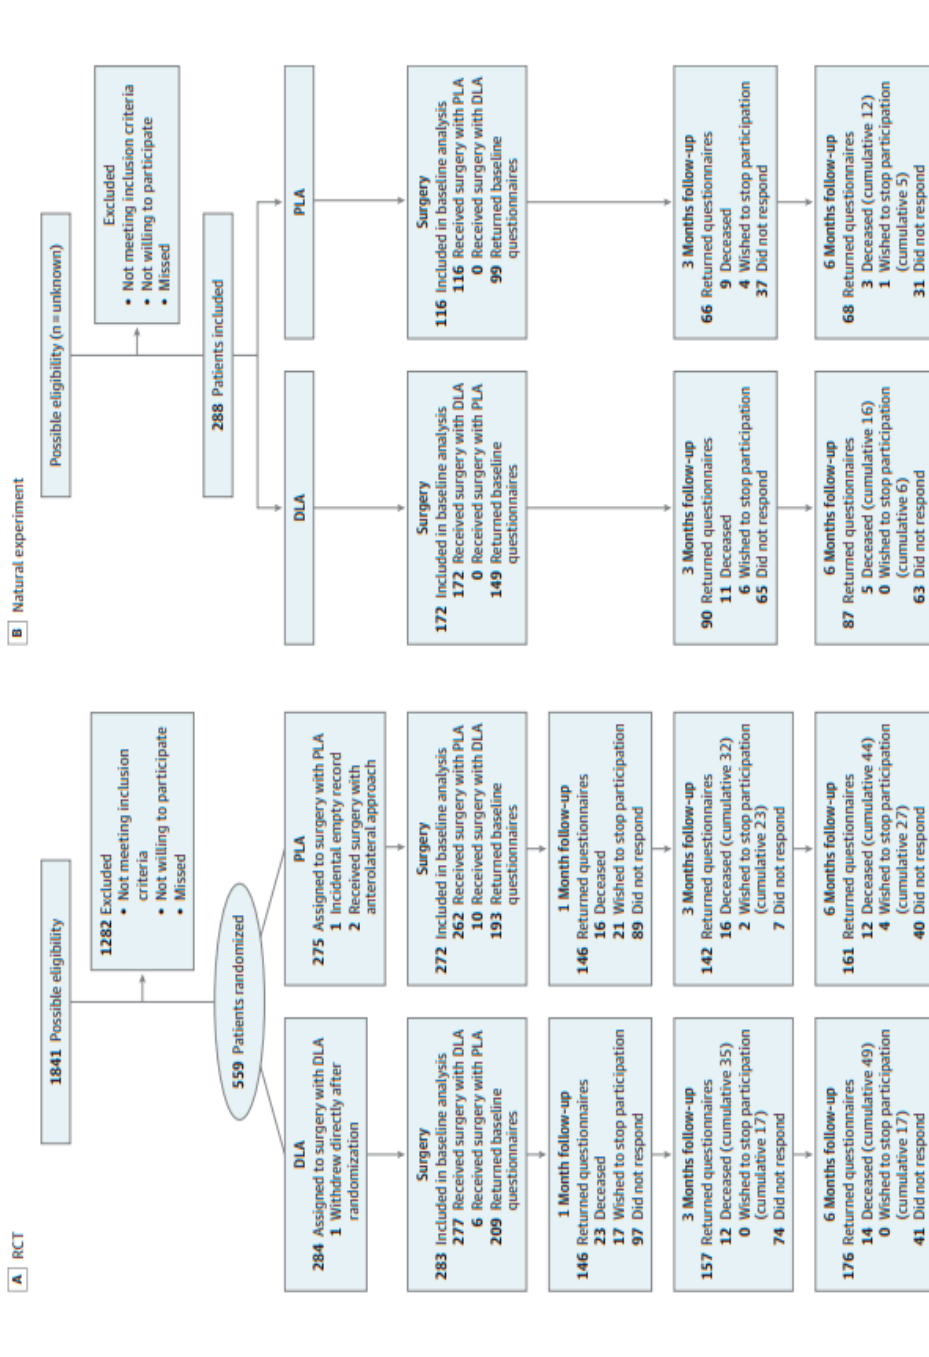 A RCT
1841 Possible eligibility
1282 Excluded
• Not meeting inclusion
criteria
• Not willing to participate
• Missed
559 Patients randomized
DLA
284 Assigned to surgery with DLA
1 Withdrew directly after
randomization
PLA
275 Assigned to surgery with PLA
1 Incidental empty record
2 Received surgery with
anterolateral approach
Surgery
283 Included in baseline analysis
277 Received surgery with DLA
6 Received surgery with PLA
209 Returned baseline
questionnaires
Surgery
272 Included in baseline analysis
262 Received surgery with PLA
10 Received surgery with DLA
193 Returned baseline
questionnaires
1 Month follow-up
146 Returned questionnaires
23 Deceased
17 Wished to stop participation
97 Did not respond
1 Month follow-up
146 Returned questionnaires
16 Deceased
21 Wished to stop participation
89 Did not respond
3 Months follow-up
157 Returned questionnaires
12 Deceased (cumulative 35)
0 Wished to stop participation
(cumulative 17)
74 Did not respond
3 Months follow-up
142 Returned questionnaires
16 Deceased (cumulative 32)
2 Wished to stop participation
(cumulative 23)
7 Did not respond
6 Months follow-up
176 Returned questionnaires
14 Deceased (cumulative 49)
0 Wished to stop participation
(cumulative 17)
41 Did not respond
6 Months follow-up
161 Returned questionnaires
12 Deceased (cumulative 44)
4 Wished to stop participation
(cumulative 27)
40 Did not respond
B Natural experiment
Possible eligibility (n = unknown)
Excluded
• Not meeting inclusion criteria
• Not willing to participate
• Missed
288 Patients included
DLA
PLA
Surgery
172 Included in baseline analysis
172 Received surgery with DLA
0 Received surgery with PLA
149 Returned baseline
questionnaires
Surgery
116 Included in baseline analysis
116 Received surgery with PLA
0 Received surgery with DLA
99 Returned baseline
questionnaires
3 Months follow-up
90 Returned questionnaires
11 Deceased
6 Wished to stop participation
65 Did not respond
3 Months follow-up
66 Returned questionnaires
9 Deceased
4 Wished to stop participation
37 Did not respond
6 Months follow-up
87 Returned questionnaires
5 Deceased (cumulative 16)
0 Wished to stop participation
(cumulative 6)
63 Did not respond
6 Months follow-up
68 Returned questionnaires
3 Deceased (cumulative 12)
1 Wished to stop participation
(cumulative 5)
31 Did not respond